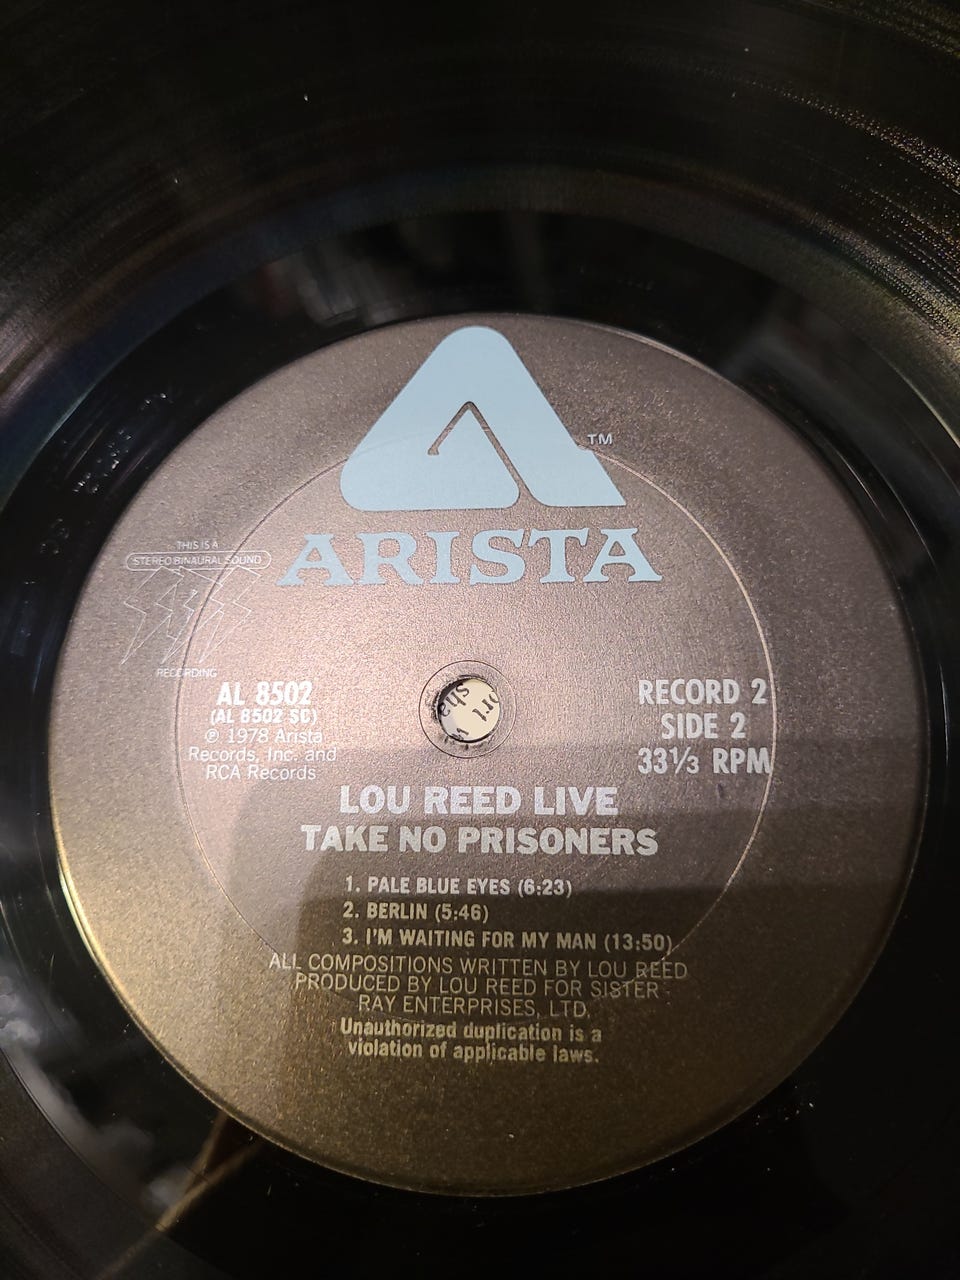 ™
ARISTA
THIS IS A
STEREO BINAURAL SOUND
RECORDING
AL 8502
(AL 8502 SC)
℗ 1978 Arista
Records, Inc. and
RCA Records
RECORD 2
SIDE 2
33⅓ RPM
LOU REED LIVE
TAKE NO PRISONERS
1. PALE BLUE EYES (6:23)
2. BERLIN (5:46)
3. I'M WAITING FOR MY MAN (13:50)
ALL COMPOSITIONS WRITTEN BY LOU REED
PRODUCED BY LOU REED FOR SISTER
RAY ENTERPRISES, LTD.
Unauthorized duplication is a
violation of applicable laws.